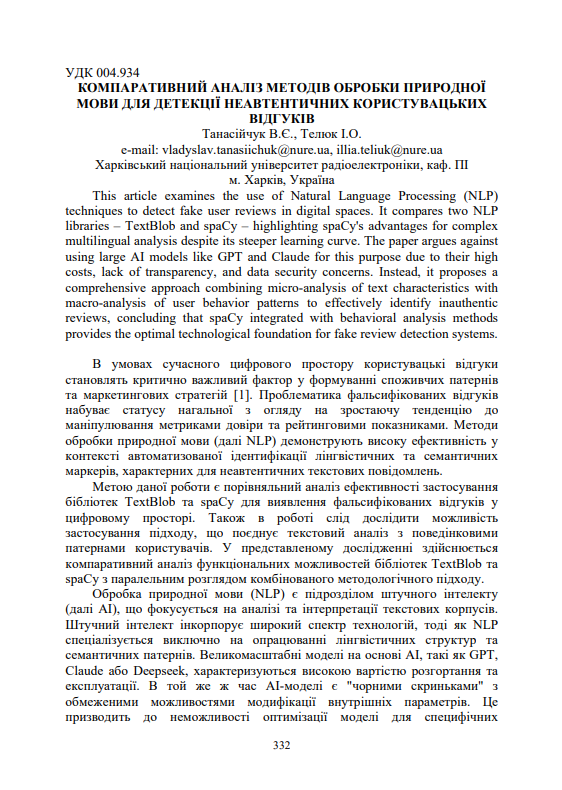 УДК 004.934
КОМПАРАТИВНИЙ АНАЛІЗ МЕТОДІВ ОБРОБКИ ПРИРОДНОЇ
МОВИ ДЛЯ ДЕТЕКЦІЇ НЕАВТЕНТИЧНИХ КОРИСТУВАЦЬКИХ
ВІДГУКІВ
Танасійчук В.Є., Телюк І.О.
e-mail: vladyslav.tanasiichuk@nure.ua, illia.teliuk@nure.ua
Харківський національний університет радіоелектроніки, каф. ПІ
м. Харків, Україна
This article examines the use of Natural Language Processing (NLP)
techniques to detect fake user reviews in digital spaces. It compares two NLP
libraries – TextBlob and spaCy – highlighting spaCy's advantages for complex
multilingual analysis despite its steeper learning curve. The paper argues against
using large AI models like GPT and Claude for this purpose due to their high
costs, lack of transparency, and data security concerns. Instead, it proposes a
comprehensive approach combining micro-analysis of text characteristics with
macro-analysis of user behavior patterns to effectively identify inauthentic
reviews, concluding that spaCy integrated with behavioral analysis methods
provides the optimal technological foundation for fake review detection systems.
В умовах сучасного цифрового простору користувацькі відгуки
становлять критично важливий фактор у формуванні споживчих патернів
та маркетингових стратегій [1]. Проблематика фальсифікованих відгуків
набуває статусу нагальної з огляду на зростаючу тенденцію до
маніпулювання метриками довіри та рейтинговими показниками. Методи
обробки природної мови (далі NLP) демонструють високу ефективність у
контексті автоматизованої ідентифікації лінгвістичних та семантичних
маркерів, характерних для неавтентичних текстових повідомлень.
Метою даної роботи є порівняльний аналіз ефективності застосування
бібліотек TextBlob та spaCy для виявлення фальсифікованих відгуків у
цифровому просторі. Також в роботі слід дослідити можливість
застосування підходу, що поєднує текстовий аналіз з поведінковими
патернами користувачів. У представленому дослідженні здійснюється
компаративний аналіз функціональних можливостей бібліотек TextBlob та
spaCy з паралельним розглядом комбінованого методологічного підходу.
Обробка природної мови (NLP) є підрозділом штучного інтелекту
(далі AI), що фокусується на аналізі та інтерпретації текстових корпусів.
Штучний інтелект інкорпорує широкий спектр технологій, тоді як NLP
спеціалізується виключно на опрацюванні лінгвістичних структур та
семантичних патернів. Великомасштабні моделі на основі AI, такі як GPT,
Claude або Deepseek, характеризуються високою вартістю розгортання та
експлуатації. В той же ж час AI-моделі є "чорними скриньками" з
обмеженими можливостями модифікації внутрішніх параметрів. Це
призводить до неможливості оптимізації моделі для специфічних
332